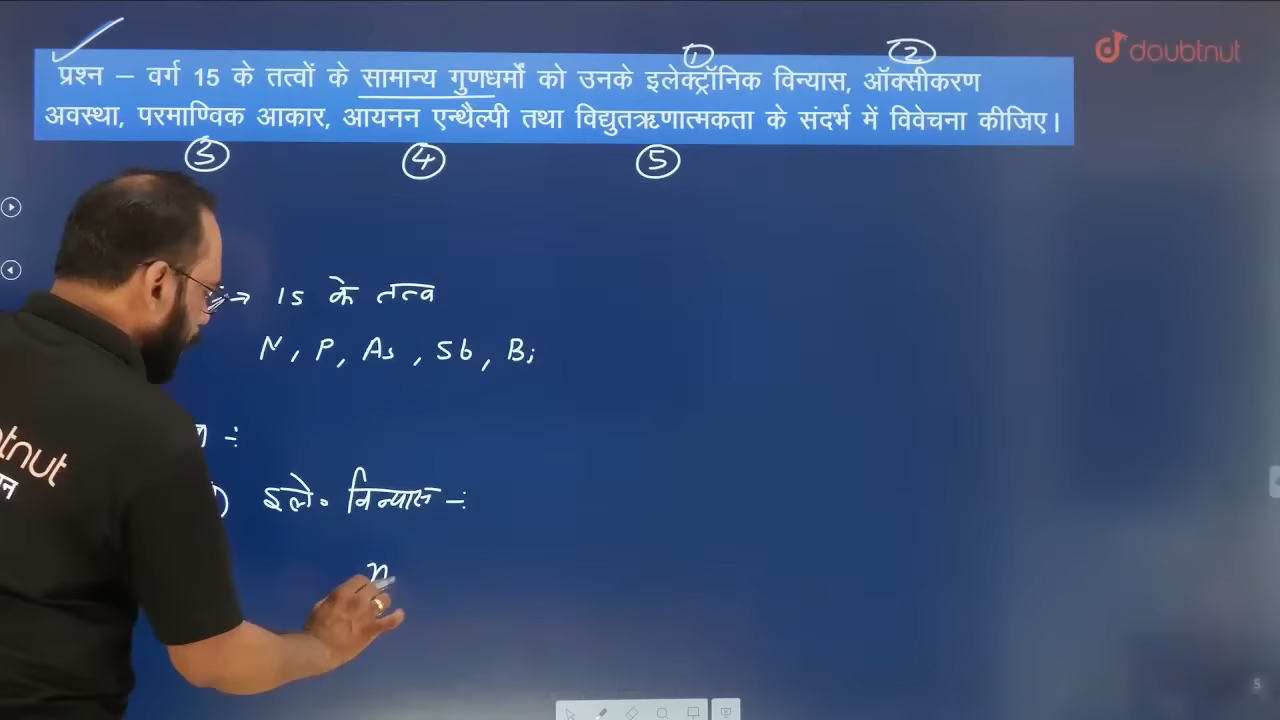 doubtnut
① ②
प्रश्न – वर्ग 15 के तत्वों के सामान्य गुणधर्मों को उनके इलेक्ट्रॉनिक विन्यास, ऑक्सीकरण
अवस्था, परमाण्विक आकार, आयनन एन्थैल्पी तथा विद्युतऋणात्मकता के संदर्भ में विवेचना कीजिए।
③ ④ ⑤
→ 15 के तत्व
N, P, As, Sb, Bi
इले० विन्यास -:
n
5